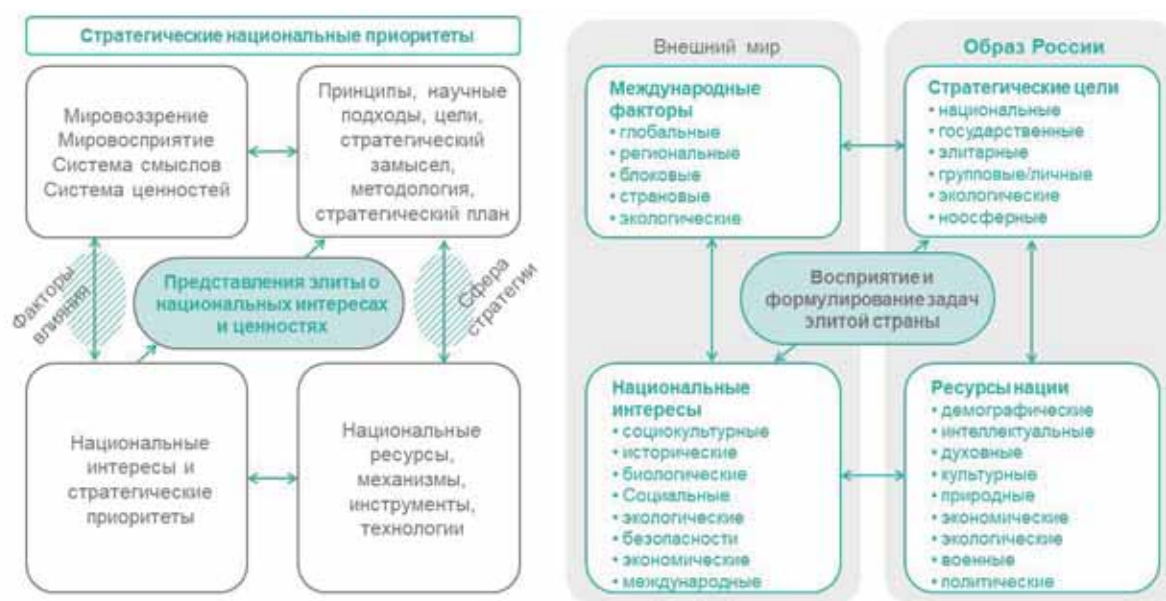 Стратегические национальные приоритеты
Мировоззрение
Мировосприятие
Система смыслов
Система ценностей
Принципы, научные
подходы, цели,
стратегический
замысел,
методология,
стратегический план
Факторы
влияния
Представления элиты о
национальных интересах
и ценностях
Сфера
стратегии
Национальные
интересы и
стратегические
приоритеты
Национальные
ресурсы,
механизмы,
инструменты,
технологии
Внешний мир
Образ России
Международные
факторы
• глобальные
• региональные
• блоковые
• страновые
• экологические
Стратегические цели
• национальные
• государственные
• элитарные
• групповые/личные
• экологические
• ноосферные
Восприятие и
формулирование задач
элитой страны
Национальные
интересы
• социокультурные
• исторические
• биологические
• Социальные
• экологические
• безопасности
• экономические
• международные
Ресурсы нации
• демографические
• интеллектуальные
• духовные
• культурные
• природные
• экономические
• экологические
• военные
• политические